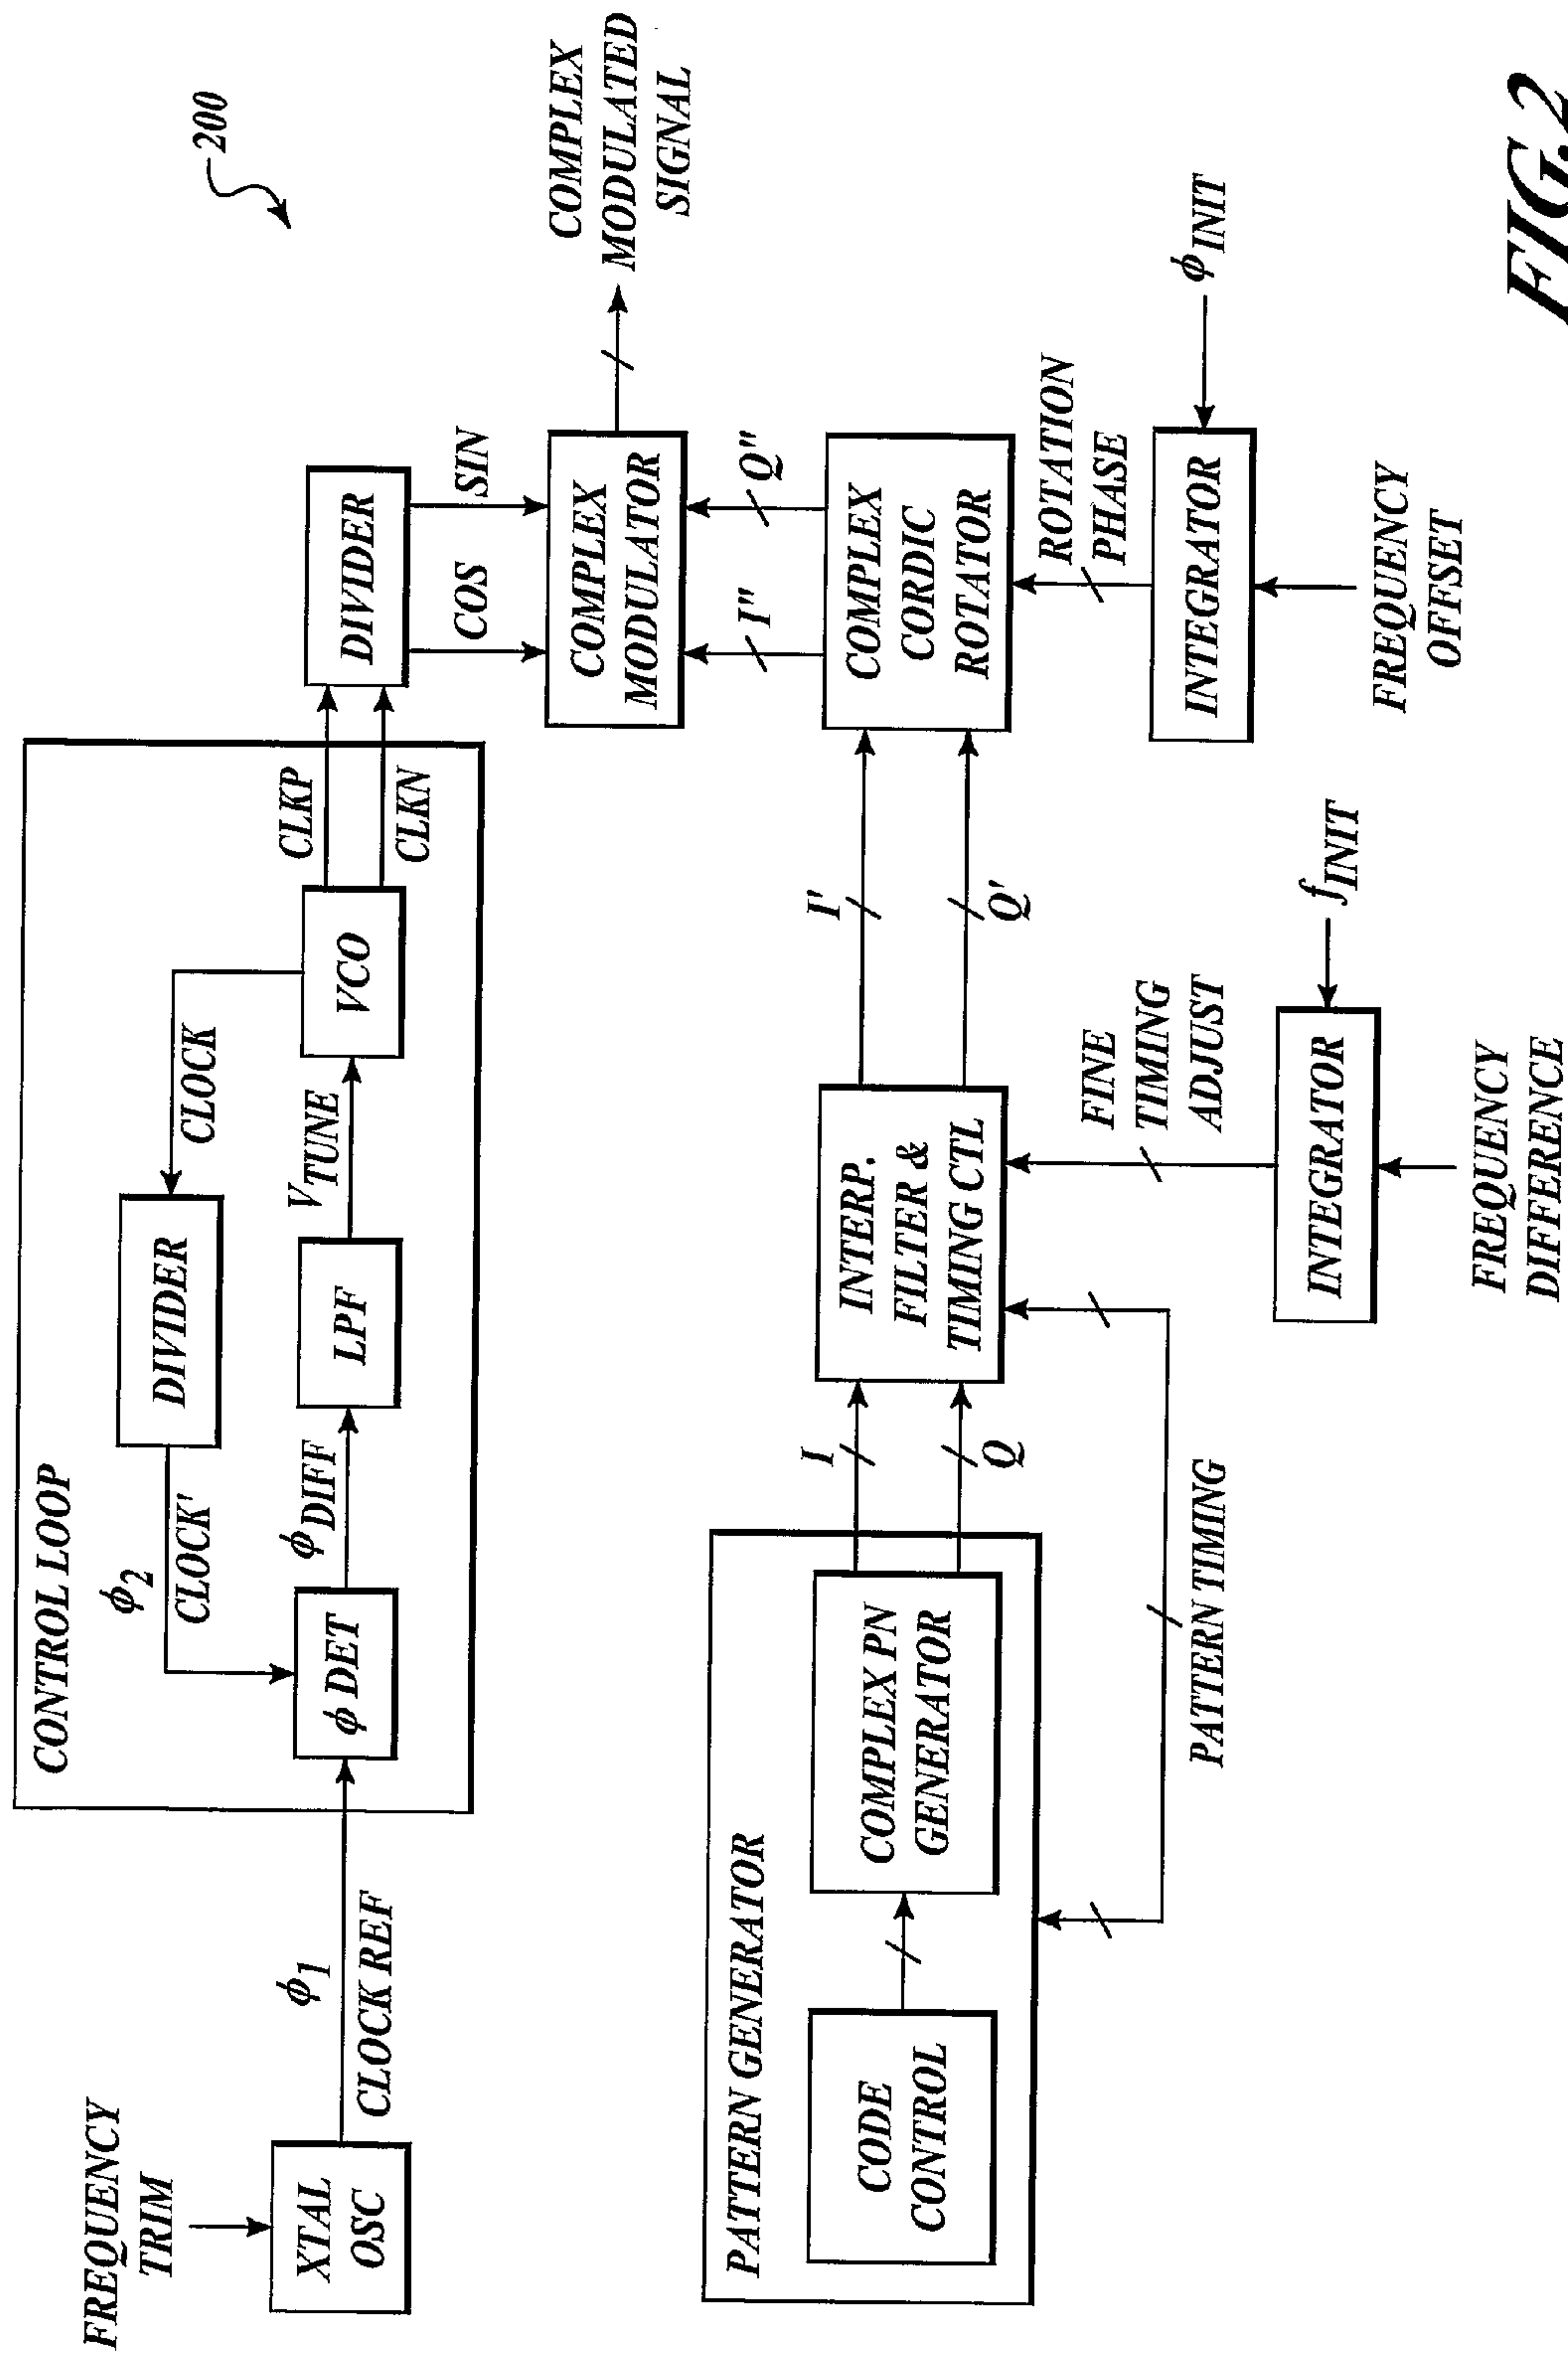 200
FREQUENCY
TRIM
XTAL
OSC
ϕ1
CLOCK REF
CONTROL LOOP
ϕ2
CLOCK'
DIVIDER
CLOCK
ϕ DET
ϕDIFF
LPF
VTUNE
VCO
CLKP
CLKN
DIVIDER
COS
SIN
COMPLEX
MODULATOR
COMPLEX
MODULATED
SIGNAL
I"
Q"
PATTERN GENERATOR
CODE
CONTROL
COMPLEX PN
GENERATOR
I
Q
INTERP.
FILTER &
TIMING CTL
I'
Q'
COMPLEX
CORDIC
ROTATOR
PATTERN TIMING
FINE
TIMING
ADJUST
ROTATION
PHASE
INTEGRATOR
fINIT
FREQUENCY
DIFFERENCE
INTEGRATOR
ϕINIT
FREQUENCY
OFFSET
FIG.2